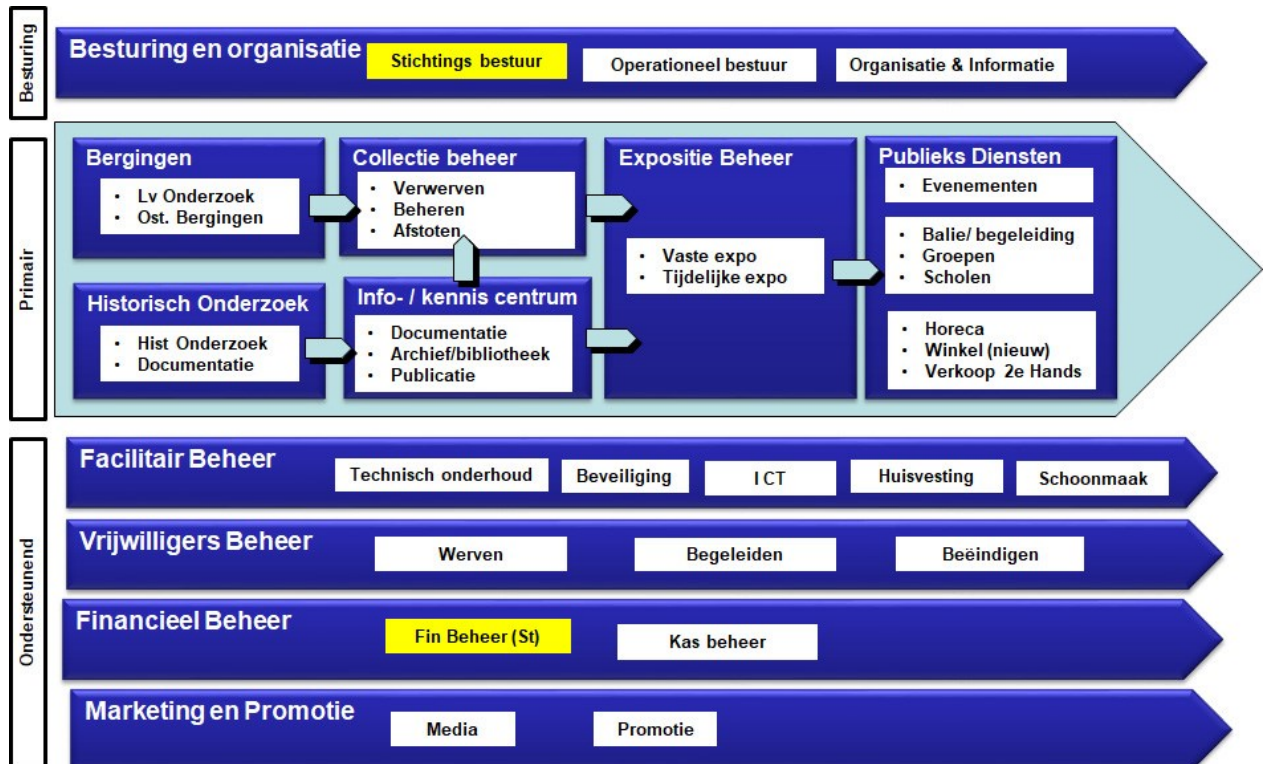 Besturing
Besturing en organisatie
Stichtings bestuur
Operationeel bestuur
Organisatie & Informatie
Primair
Bergingen
• Lv Onderzoek
• Ost. Bergingen
Collectie beheer
• Verwerven
• Beheren
• Afstoten
Expositie Beheer
• Vaste expo
• Tijdelijke expo
Publieks Diensten
• Evenementen
• Balie/ begeleiding
• Groepen
• Scholen
• Horeca
• Winkel (nieuw)
• Verkoop 2e Hands
Historisch Onderzoek
• Hist Onderzoek
• Documentatie
Info- / kennis centrum
• Documentatie
• Archief/bibliotheek
• Publicatie
Ondersteunend
Facilitair Beheer
Technisch onderhoud
Beveiliging
ICT
Huisvesting
Schoonmaak
Vrijwilligers Beheer
Werven
Begeleiden
Beëindigen
Financieel Beheer
Fin Beheer (St)
Kas beheer
Marketing en Promotie
Media
Promotie